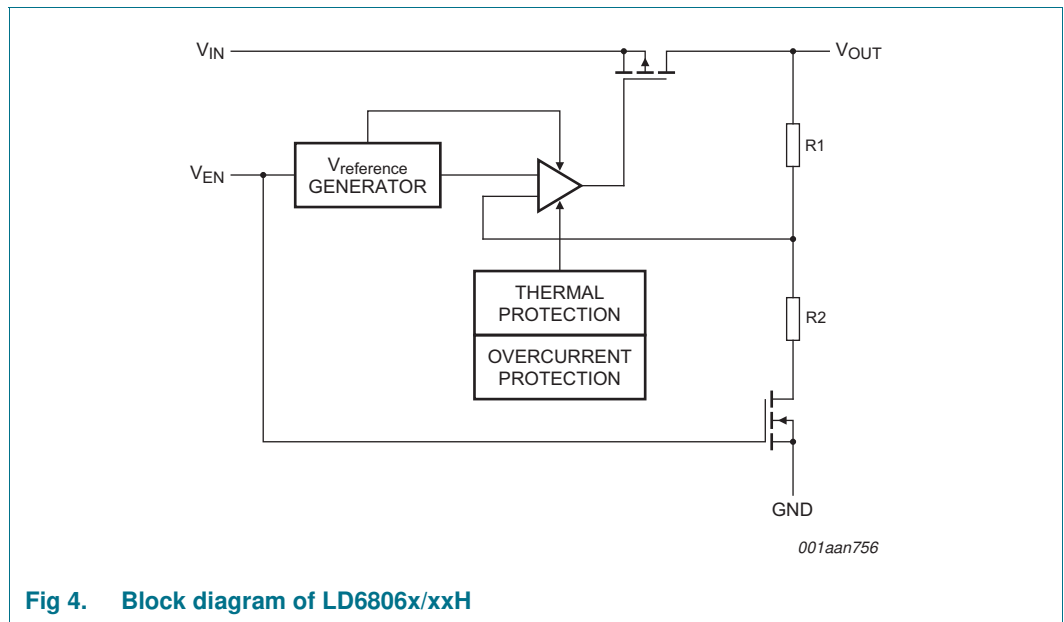 VIN
VOUT
R1
VEN
Vreference
GENERATOR
THERMAL
PROTECTION
R2
OVERCURRENT
PROTECTION
GND
001aan756
Fig 4. Block diagram of LD6806x/xxH